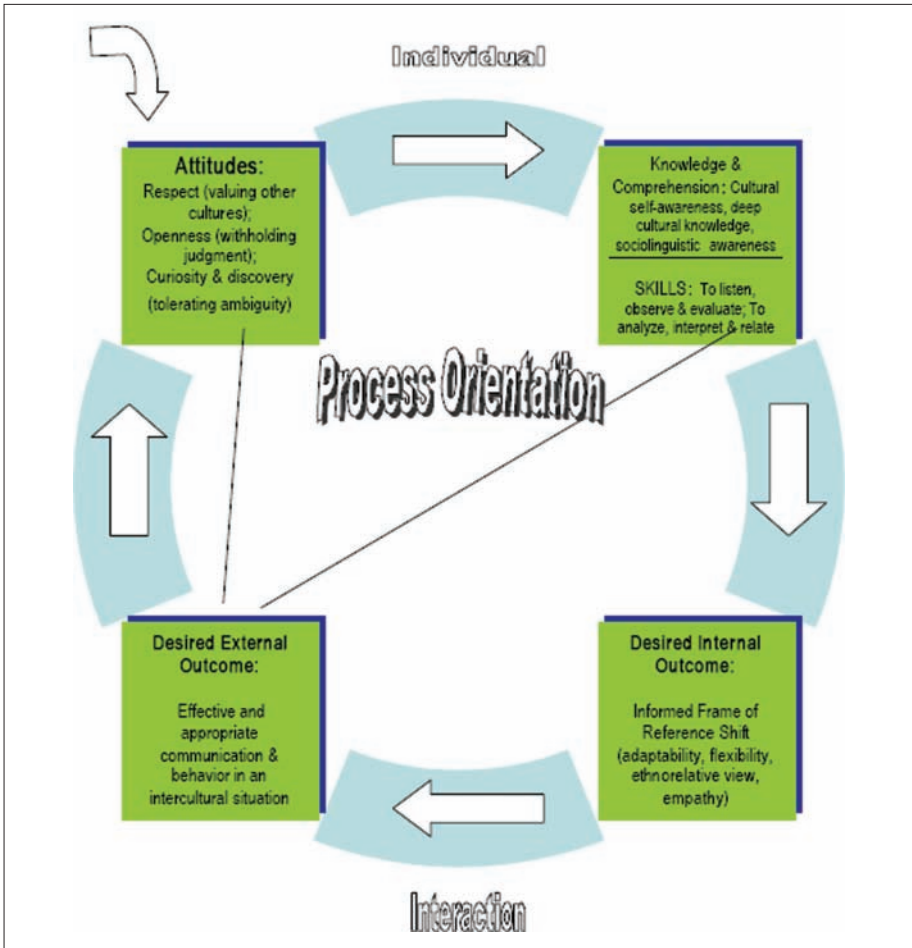 Individual
Attitudes:
Respect (valuing other
cultures);
Openness (withholding
judgment);
Curiosity & discovery
(tolerating ambiguity)
Knowledge &
Comprehension: Cultural
self-awareness, deep
cultural knowledge,
sociolinguistic awareness
SKILLS: To listen,
observe & evaluate; To
analyze, interpret & relate
Process Orientation
Desired External
Outcome:
Effective and
appropriate
communication &
behavior in an
intercultural situation
Desired Internal
Outcome:
Informed Frame of
Reference Shift
(adaptability, flexibility,
ethnorelative view,
empathy)
Interaction